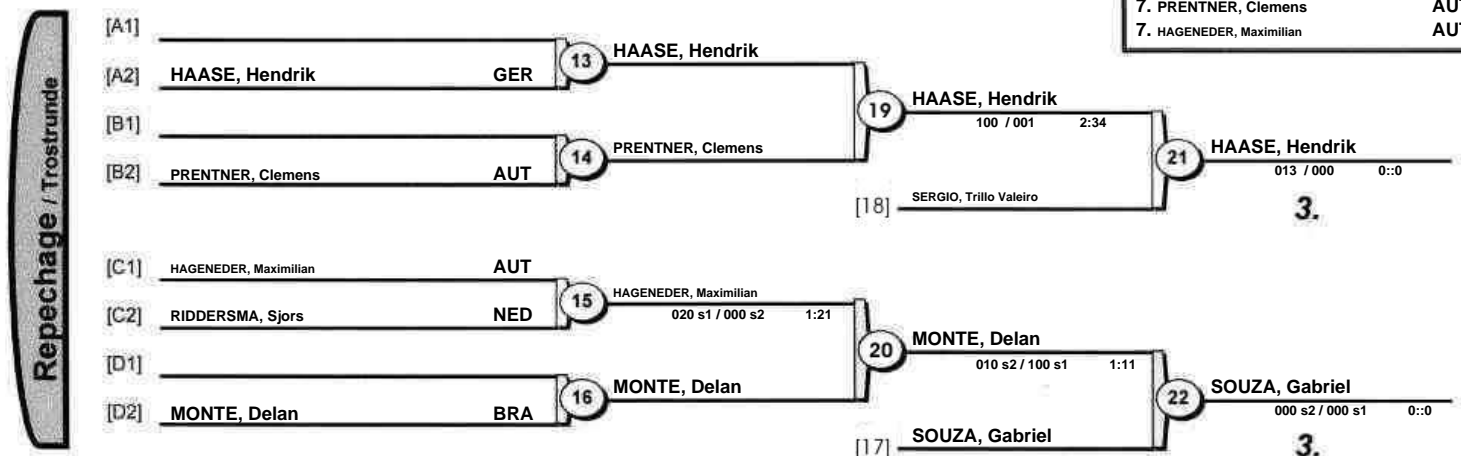 7. PRENTNER, Clemens AUT
7. HAGENEDER, Maximilian AUT
Repechage / Trostrunde
[A1]
[A2] HAASE, Hendrik GER
13 HAASE, Hendrik
[B1]
[B2] PRENTNER, Clemens AUT
14 PRENTNER, Clemens
19 HAASE, Hendrik
100 / 001 2:34
[18] SERGIO, Trillo Valeiro
21 HAASE, Hendrik
013 / 000 0::0
3.
[C1] HAGENEDER, Maximilian AUT
[C2] RIDDERSMA, Sjors NED
15 HAGENEDER, Maximilian
020 s1 / 000 s2 1:21
[D1]
[D2] MONTE, Delan BRA
16 MONTE, Delan
20 MONTE, Delan
010 s2 / 100 s1 1:11
[17] SOUZA, Gabriel
22 SOUZA, Gabriel
000 s2 / 000 s1 0::0
3.